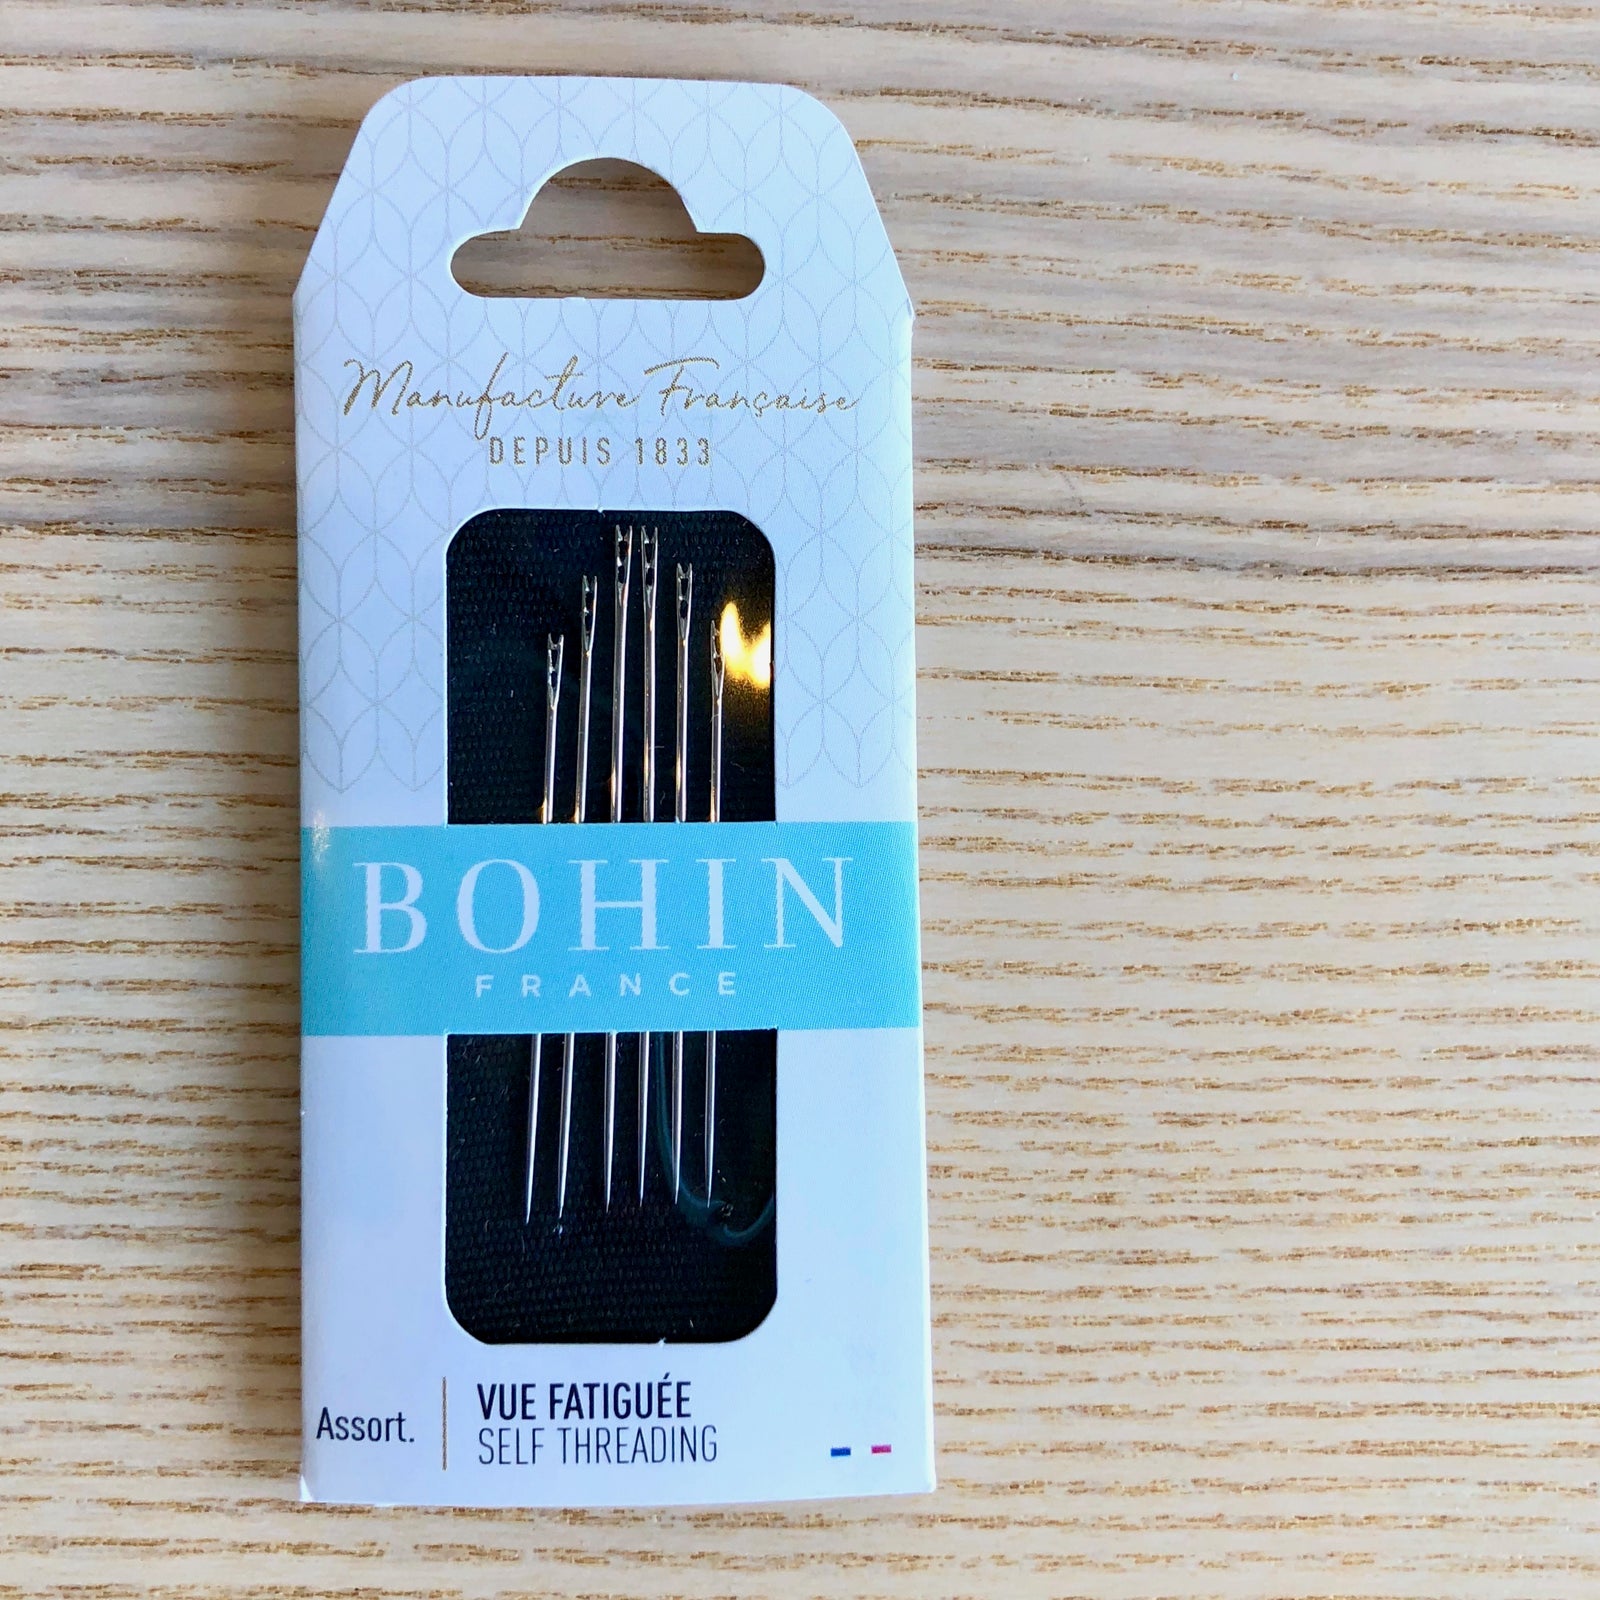 Manufacture Française
DEPUIS 1833
BOHIN
FRANCE
Assort.
VUE FATIGUÉE
SELF THREADING